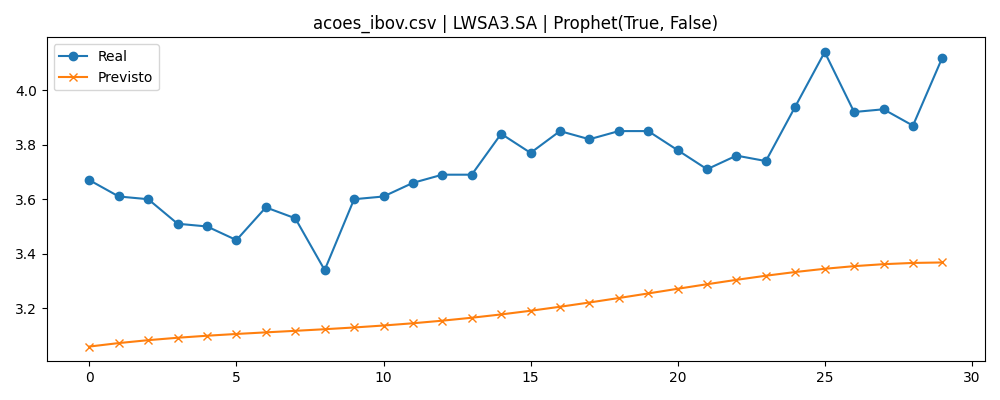 acoes_ibov.csv | LWSA3.SA | Prophet(True, False)
Real
Previsto
4.0
3.8
3.6
3.4
3.2
0 5 10 15 20 25 30